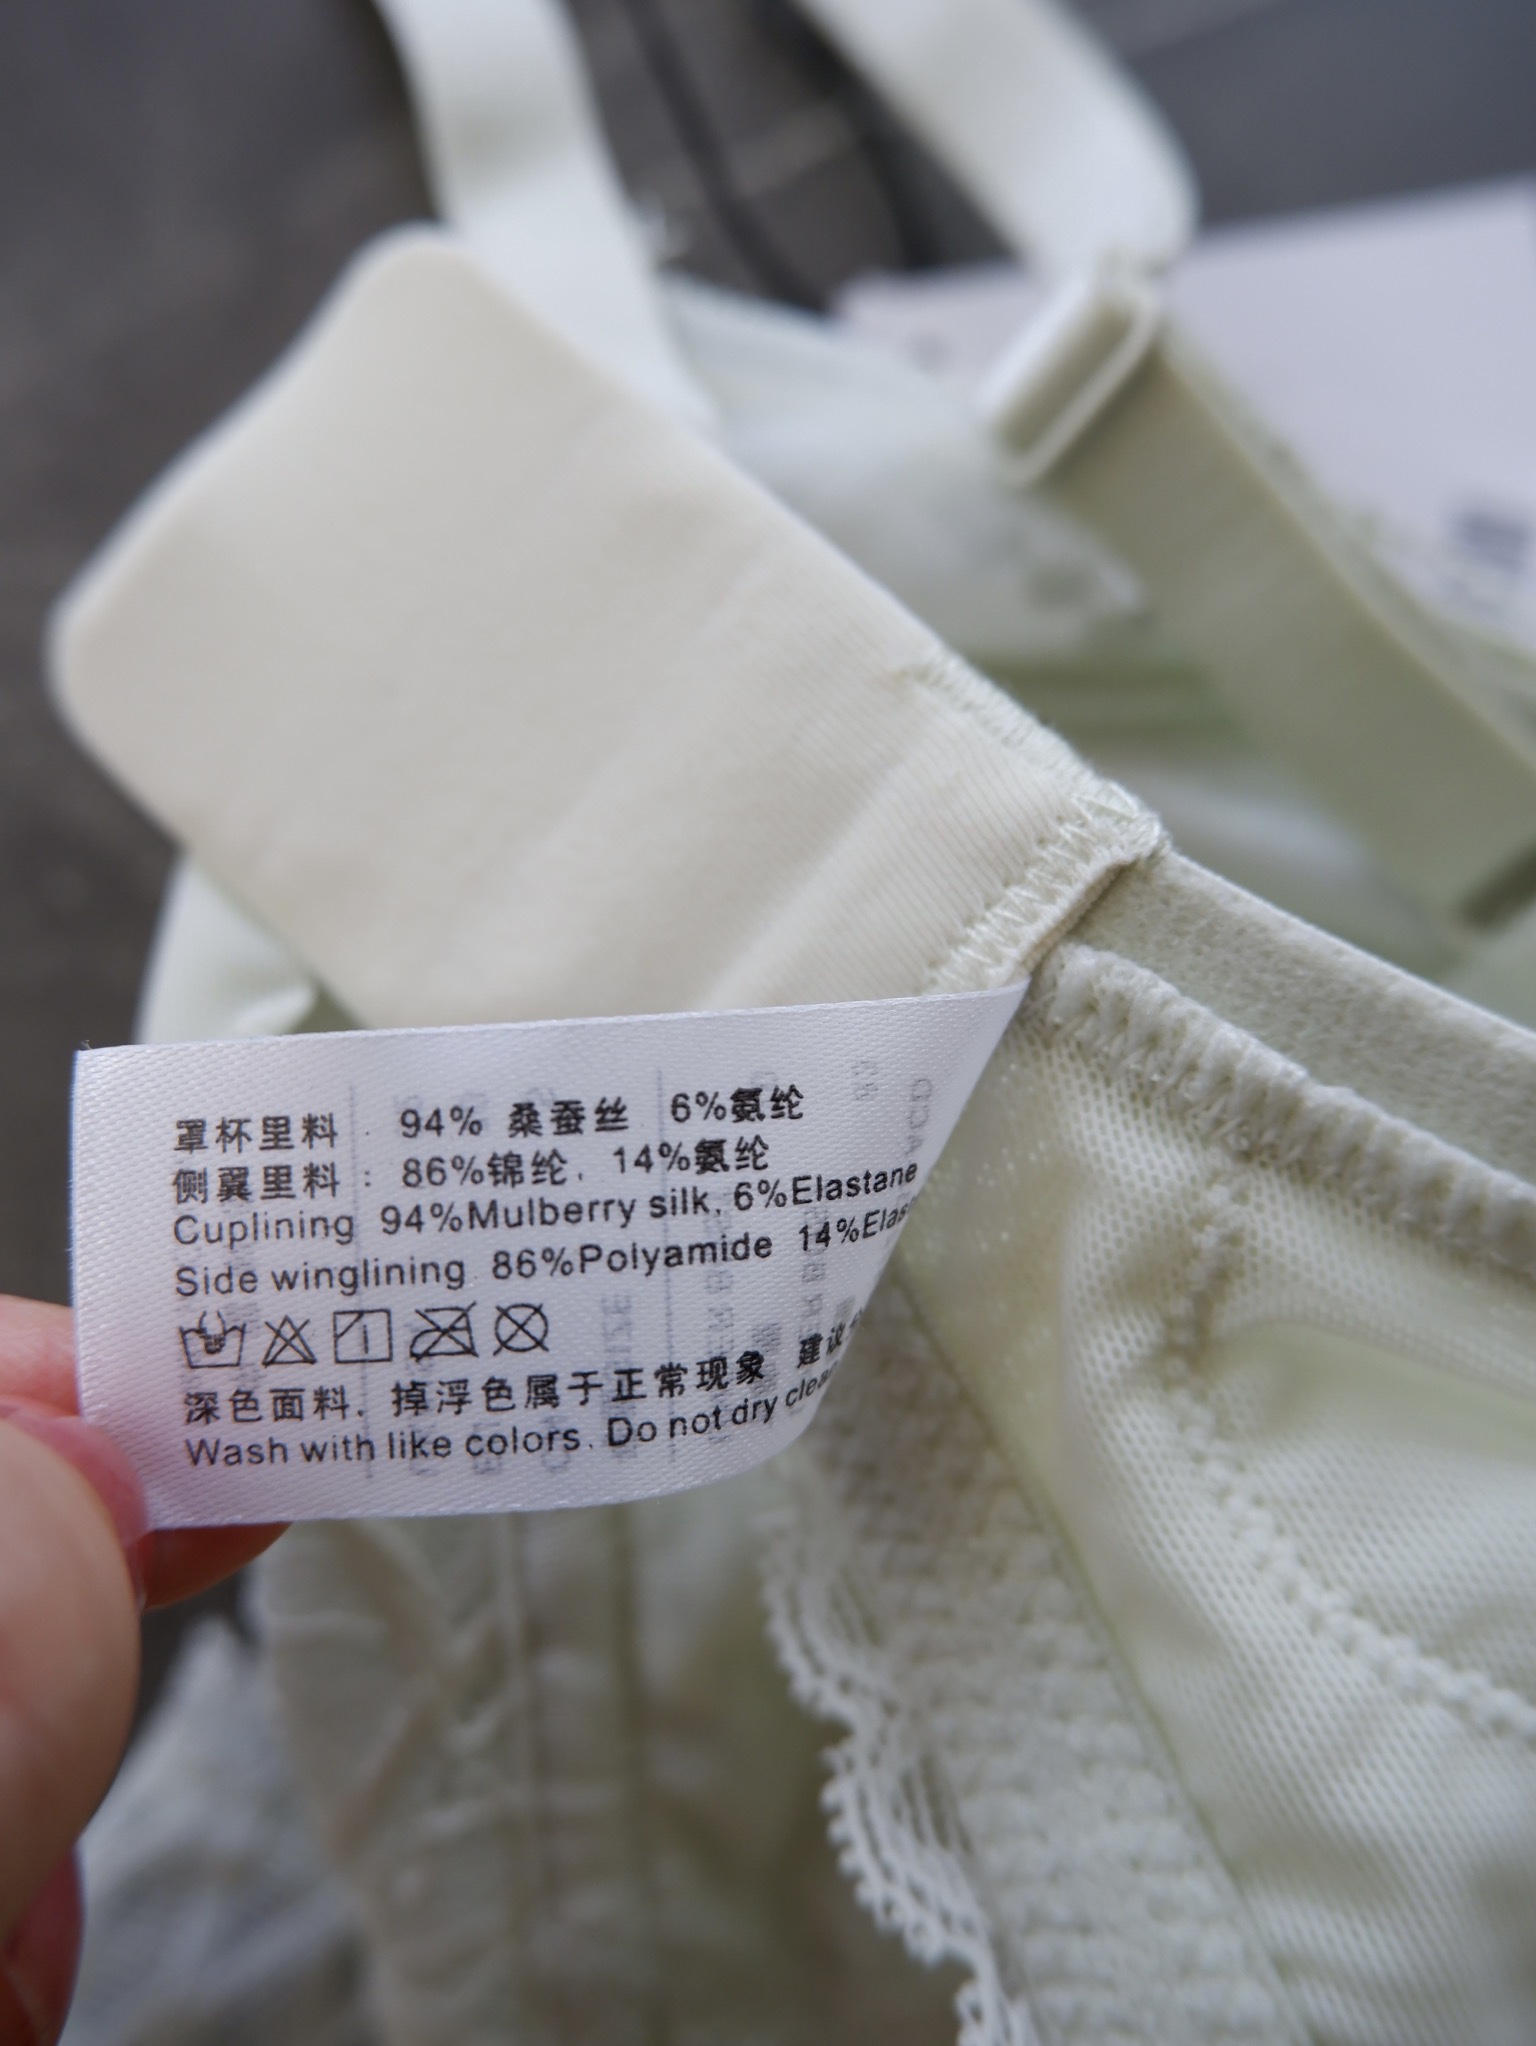 罩杯里料：94% 桑蚕丝 6%氨纶
侧翼里料：86%锦纶，14%氨纶
Cuplining 94%Mulberry silk, 6%Elastane
Side winglining 86%Polyamide 14%
深色面料，掉浮色属于正常现象 建议
Wash with like colors. Do not dry